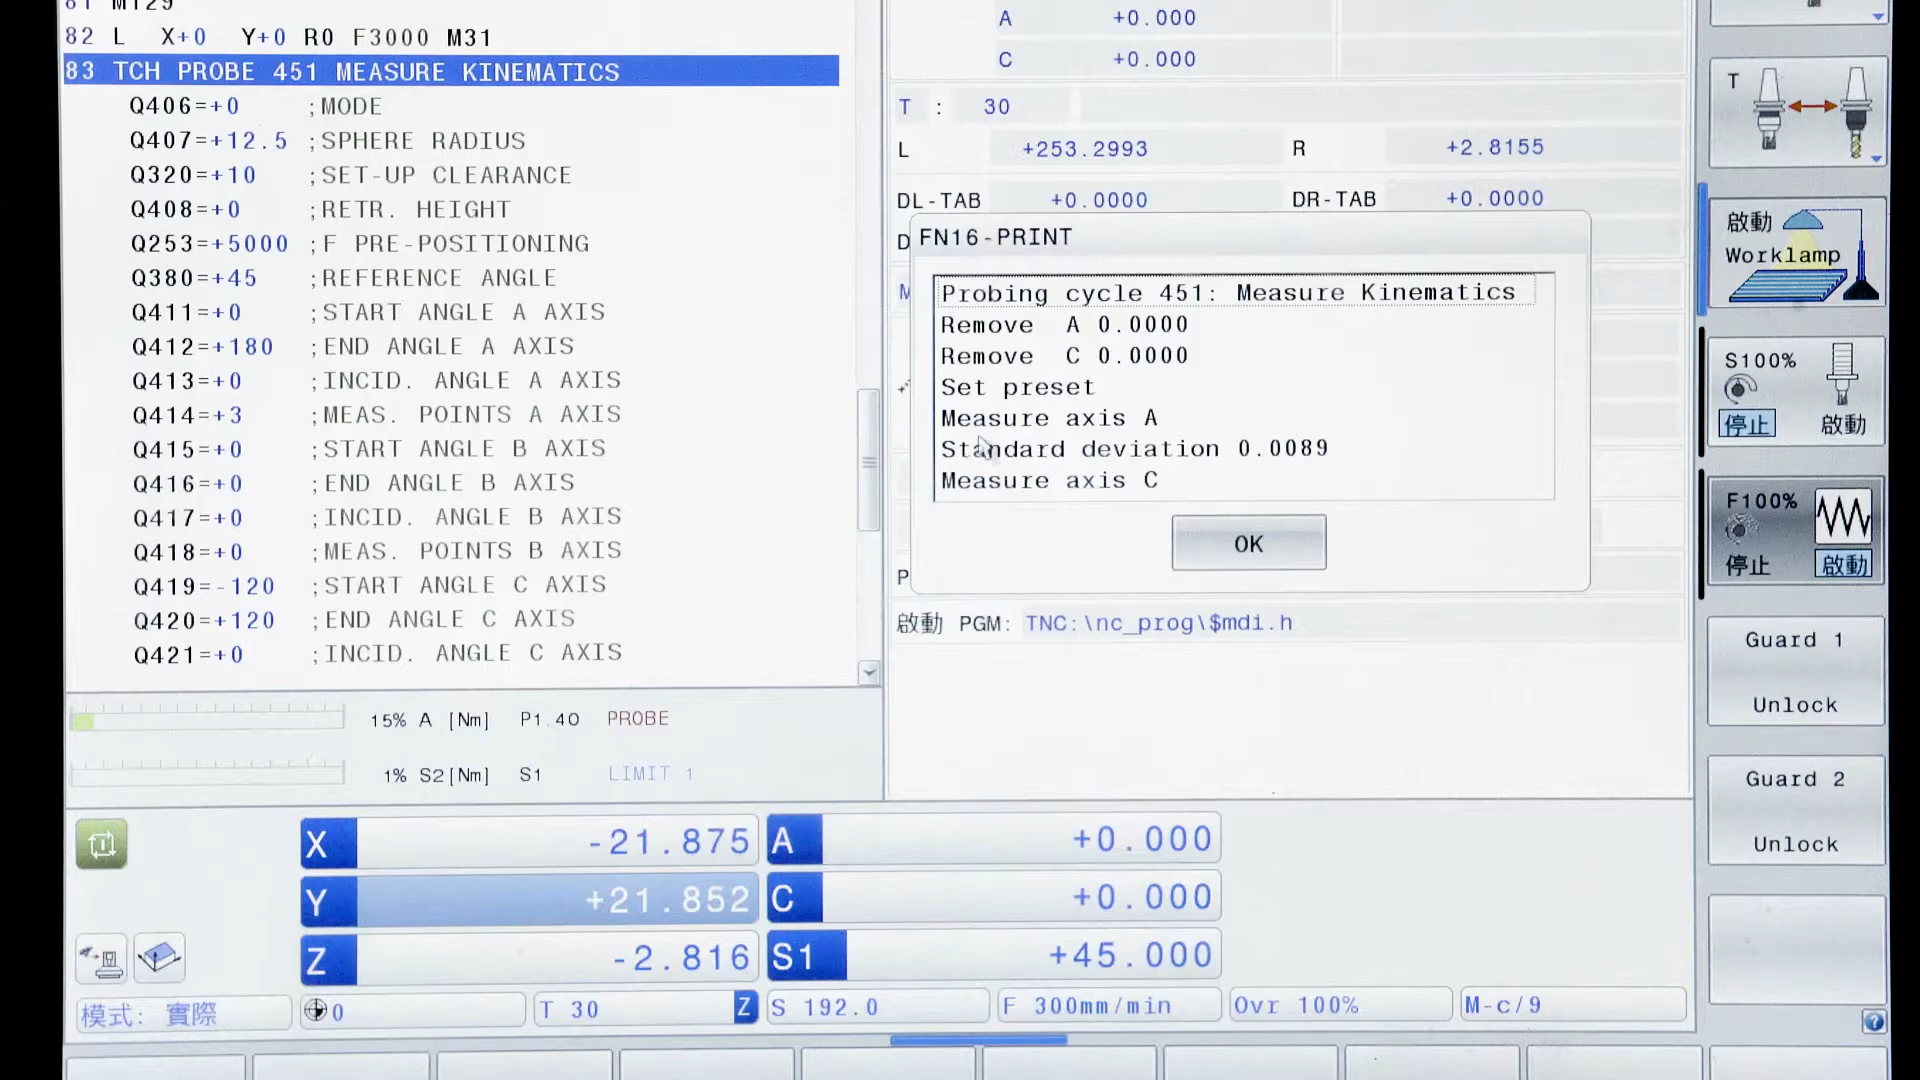 81 M129
82 L X+0 Y+0 R0 F3000 M31
83 TCH PROBE 451 MEASURE KINEMATICS
Q406=+0 ;MODE
Q407=+12.5 ;SPHERE RADIUS
Q320=+10 ;SET-UP CLEARANCE
Q408=+0 ;RETR. HEIGHT
Q253=+5000 ;F PRE-POSITIONING
Q380=+45 ;REFERENCE ANGLE
Q411=+0 ;START ANGLE A AXIS
Q412=+180 ;END ANGLE A AXIS
Q413=+0 ;INCID. ANGLE A AXIS
Q414=+3 ;MEAS. POINTS A AXIS
Q415=+0 ;START ANGLE B AXIS
Q416=+0 ;END ANGLE B AXIS
Q417=+0 ;INCID. ANGLE B AXIS
Q418=+0 ;MEAS. POINTS B AXIS
Q419=-120 ;START ANGLE C AXIS
Q420=+120 ;END ANGLE C AXIS
Q421=+0 ;INCID. ANGLE C AXIS
A +0.000
C +0.000
T : 30
L +253.2993 R +2.8155
DL-TAB +0.0000 DR-TAB +0.0000
D
M
P
FN16-PRINT
Probing cycle 451: Measure Kinematics
Remove A 0.0000
Remove C 0.0000
Set preset
Measure axis A
Standard deviation 0.0089
Measure axis C
OK
啟動 PGM: TNC:\nc_prog\$mdi.h
15% A [Nm] P1.40 PROBE
1% S2[Nm] S1 LIMIT 1
X -21.875 A +0.000
Y +21.852 C +0.000
Z -2.816 S1 +45.000
模式: 實際 0 T 30 Z S 192.0 F 300mm/min Ovr 100% M-c/9
T
啟動
Worklamp
S100%
停止 啟動
F100%
停止 啟動
Guard 1
Unlock
Guard 2
Unlock